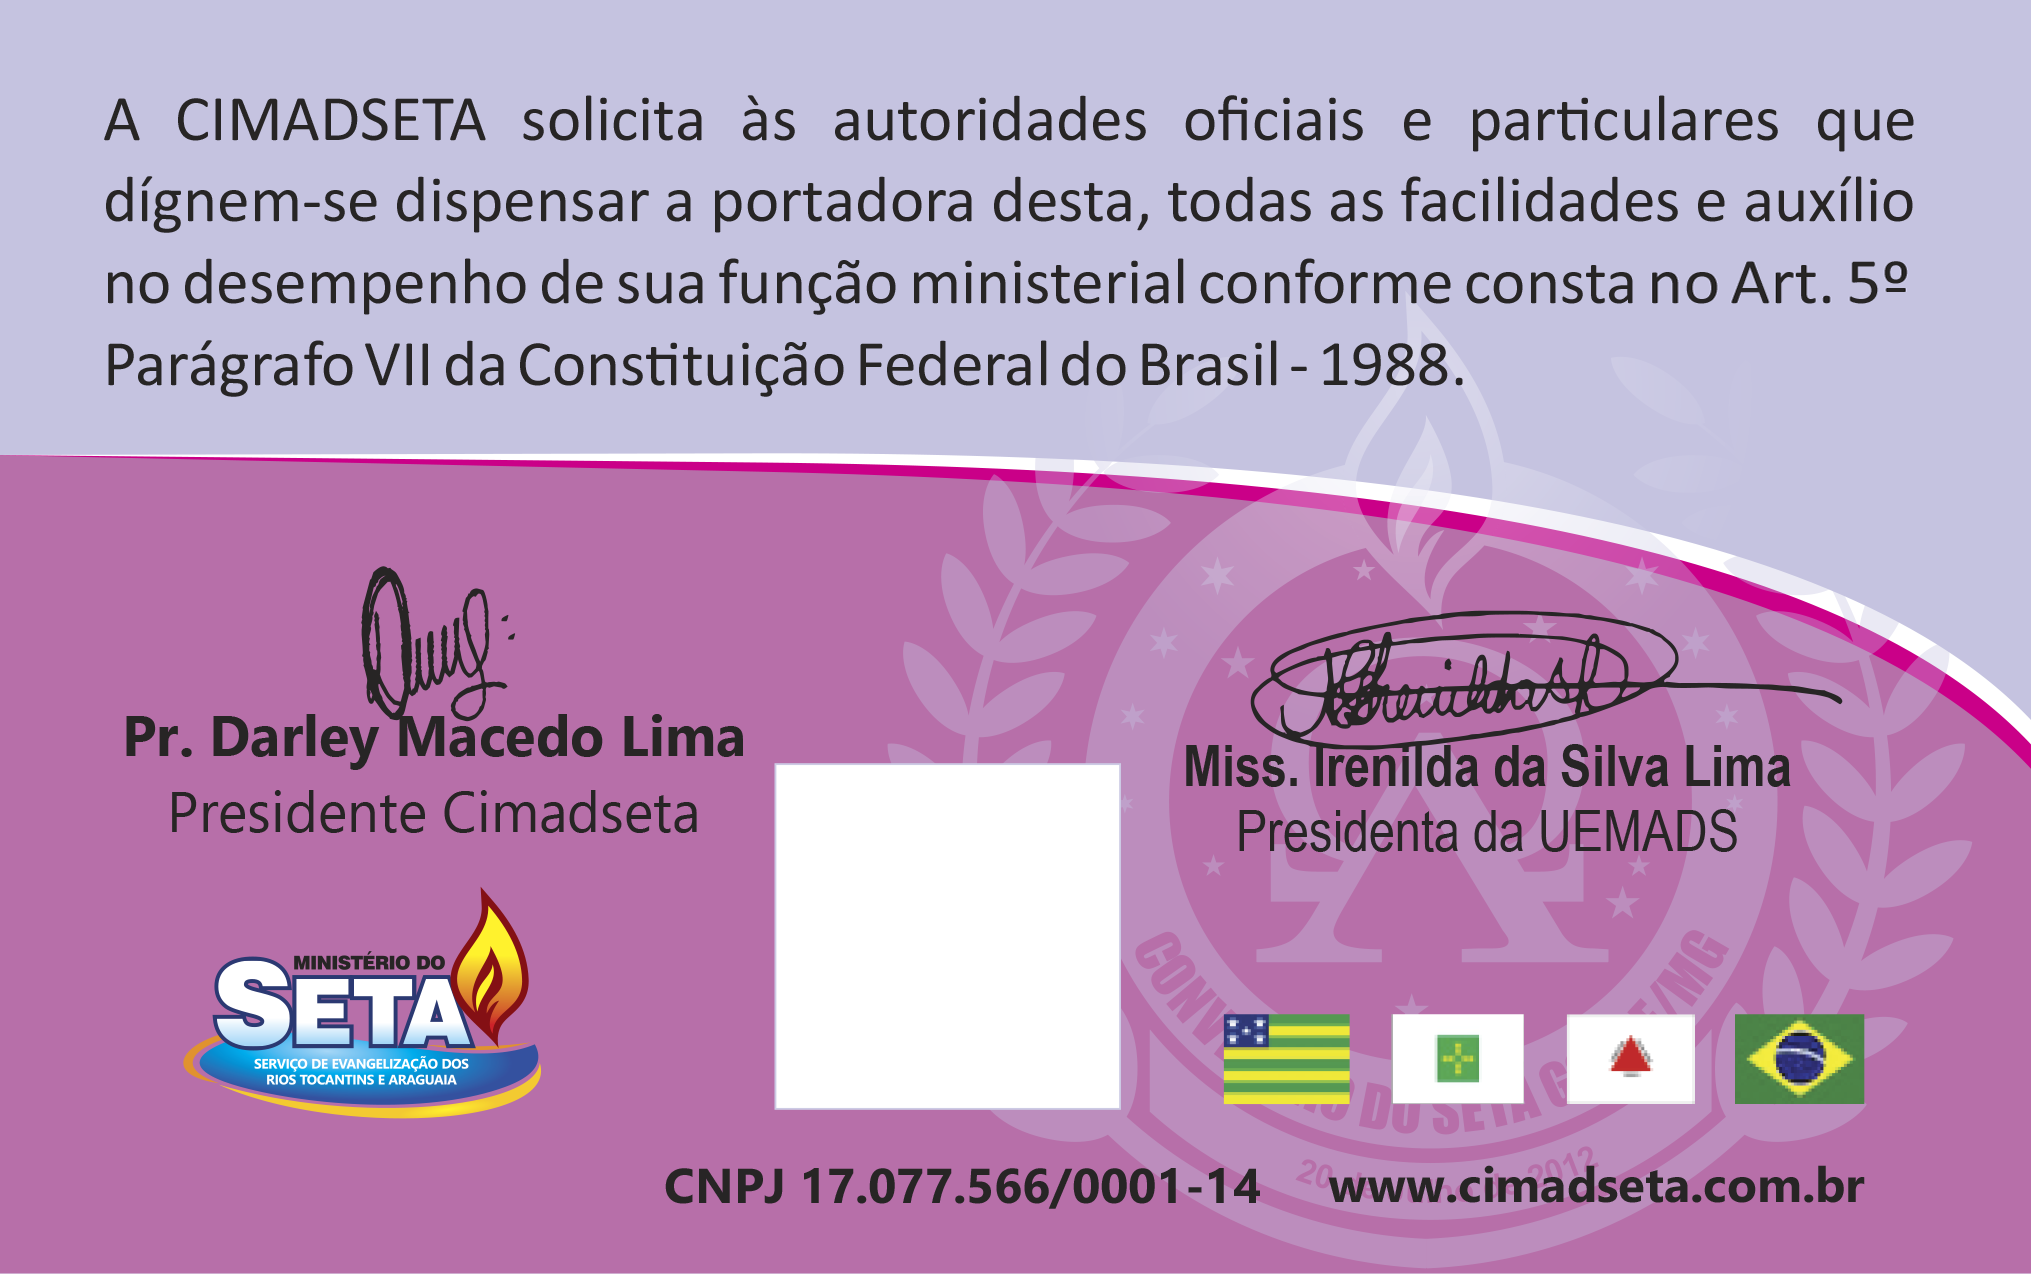 A CIMADSETA solicita às autoridades oficiais e particulares que
dígnem-se dispensar a portadora desta, todas as facilidades e auxílio
no desempenho de sua função ministerial conforme consta no Art. 5º
Parágrafo VII da Constituição Federal do Brasil - 1988.
Pr. Darley Macedo Lima
Presidente Cimadseta
Miss. Irenilda da Silva Lima
Presidenta da UEMADS
MINISTÉRIO DO
SETA
SERVIÇO DE EVANGELIZAÇÃO DOS
RIOS TOCANTINS E ARAGUAIA
DO SETA
CNPJ 17.077.566/0001-14
www.cimadseta.com.br